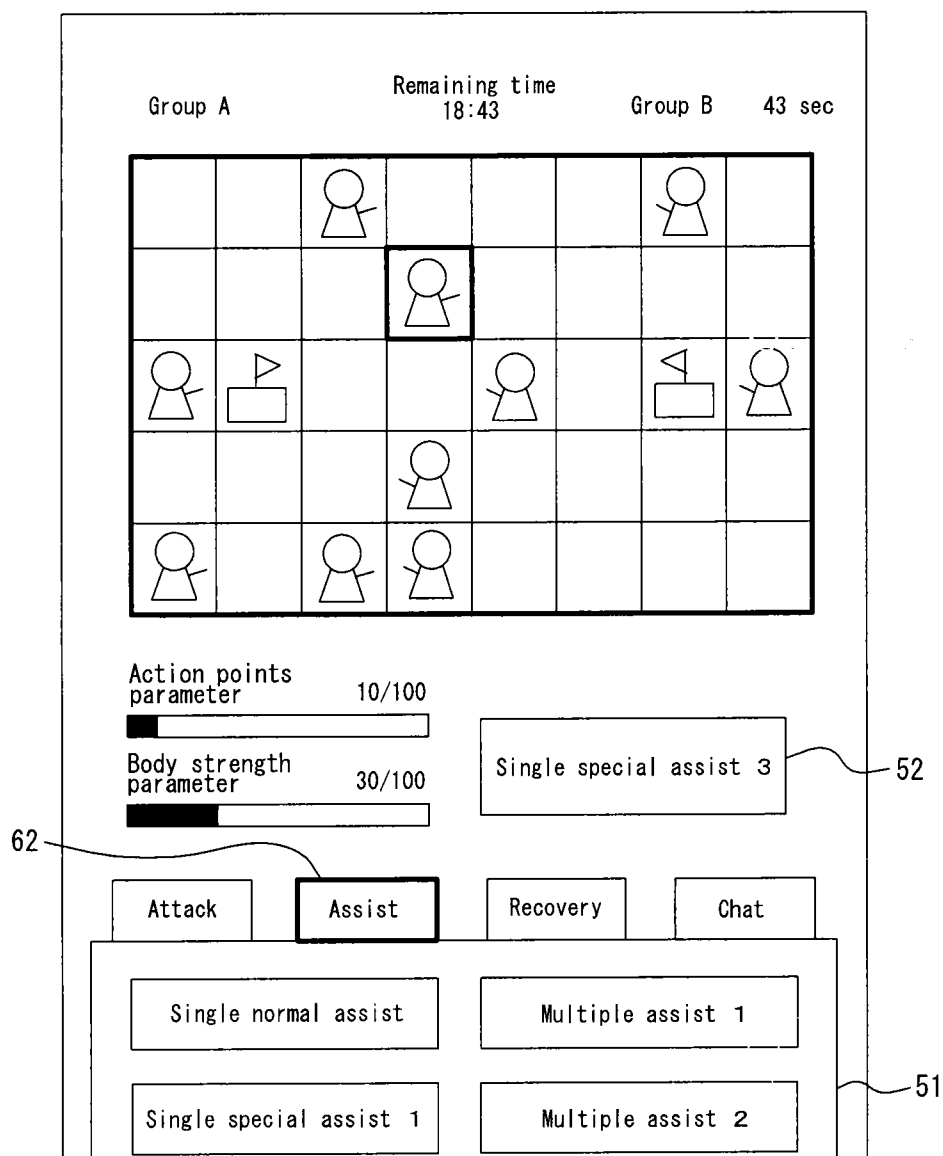 Remaining time
Group A 18:43 Group B 43 sec
Action points
parameter 10/100
Single special assist 3
52
Body strength
parameter 30/100
62
Attack Assist Recovery Chat
Single normal assist Multiple assist 1
51
Single special assist 1 Multiple assist 2